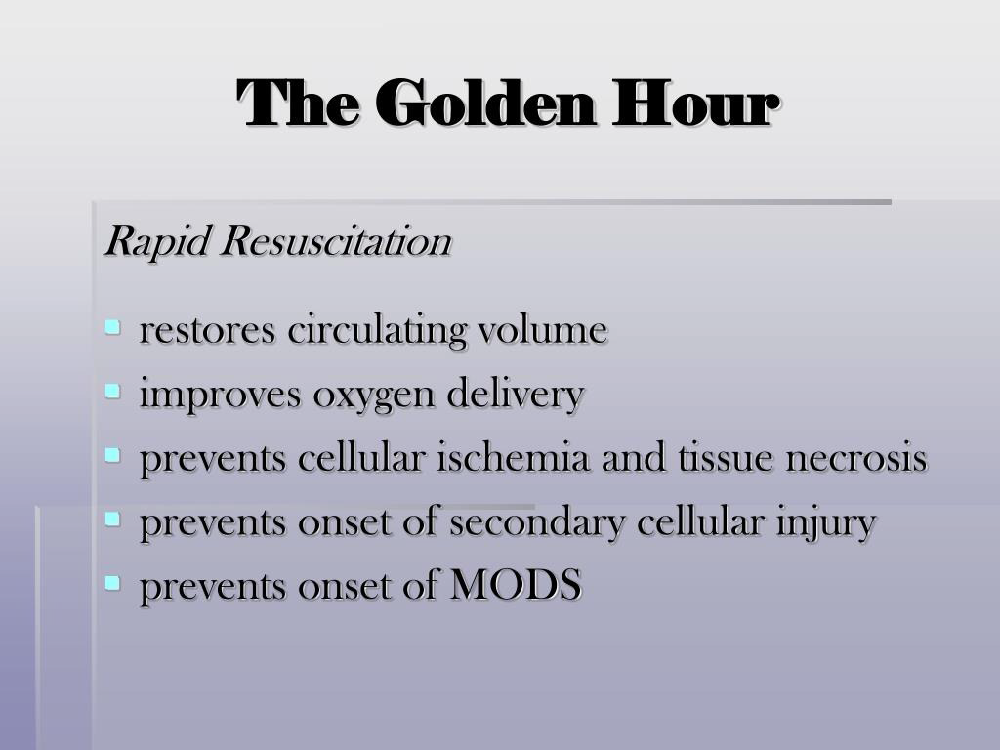 The Golden Hour
Rapid Resuscitation
restores circulating volume
improves oxygen delivery
prevents cellular ischemia and tissue necrosis
prevents onset of secondary cellular injury
prevents onset of MODS